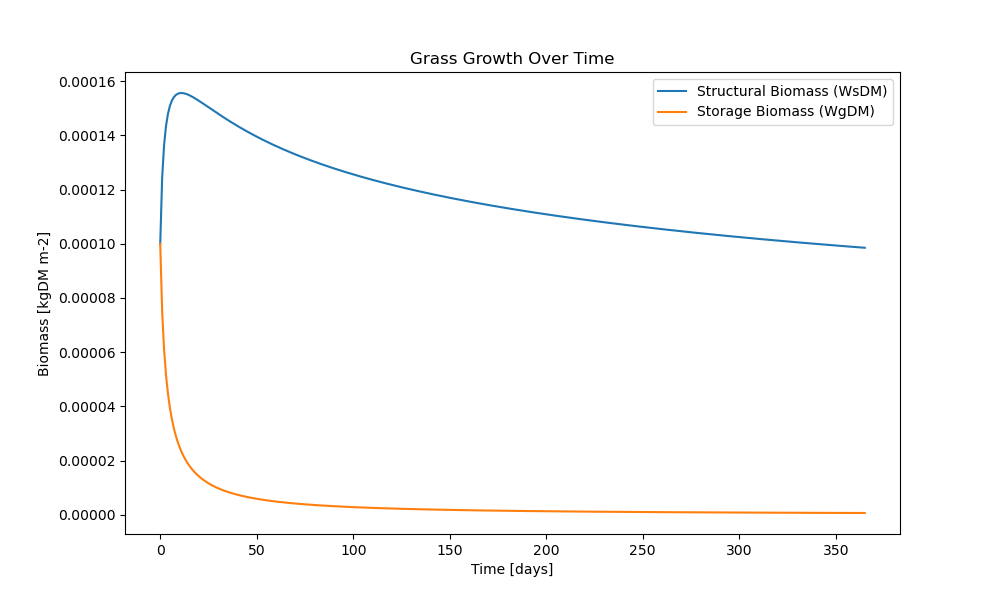 Grass Growth Over Time
Structural Biomass (WsDM)
Storage Biomass (WgDM)
Biomass [kgDM m-2]
0.00016
0.00014
0.00012
0.00010
0.00008
0.00006
0.00004
0.00002
0.00000
0 50 100 150 200 250 300 350
Time [days]